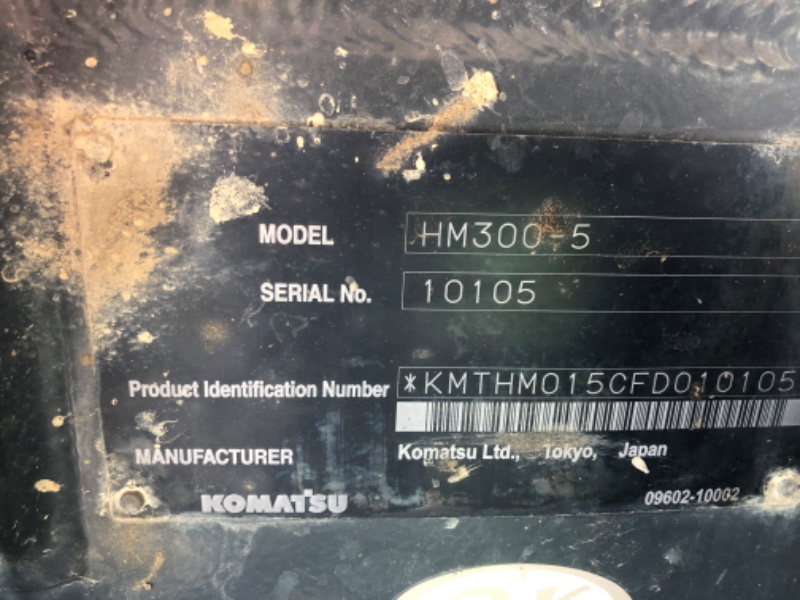 MODEL HM300-5
SERIAL No. 10105
Product Identification Number *KMTHM015CFD010105
MANUFACTURER Komatsu Ltd., Tokyo, Japan
KOMATSU 09602-10002